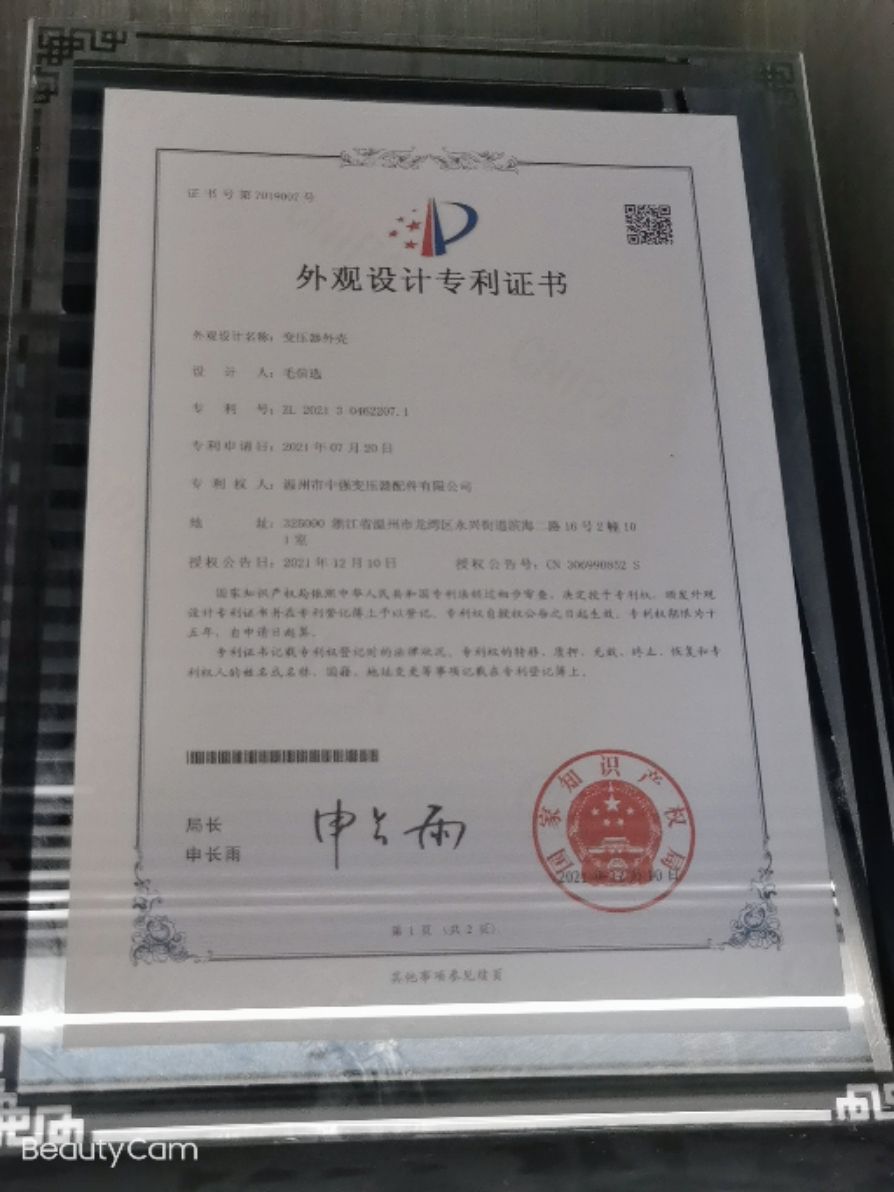 证书号第7019007号
外观设计专利证书
外观设计名称：变压器外壳
设 计 人：毛
专 利 号：ZL 2021 3 0462207.1
专利申请日：2021年07月20日
专 利 权 人：温州市中强变压器配件有限公司
地 址：325000 浙江省温州市龙湾区永兴街道滨海二路16号2幢10
1室
授权公告日：2021年12月10日 授权公告号：CN 306990852 S
国家知识产权局依照中华人民共和国专利法经过初步审查，决定授予专利权，颁发外观
设计专利证书并在专利登记簿上予以登记。专利权自授权公告之日起生效。专利权期限为十
五年，自申请日起算。
专利证书记载专利权登记时的法律状况。专利权的转移、质押、无效、终止、恢复和专
利权人的姓名或名称、国籍、地址变更等事项记载在专利登记簿上。
局长
申长雨
申长雨
国家知识产权局
2021年12月10日
第1页（共2页）
其他事项参见续页
BeautyCam